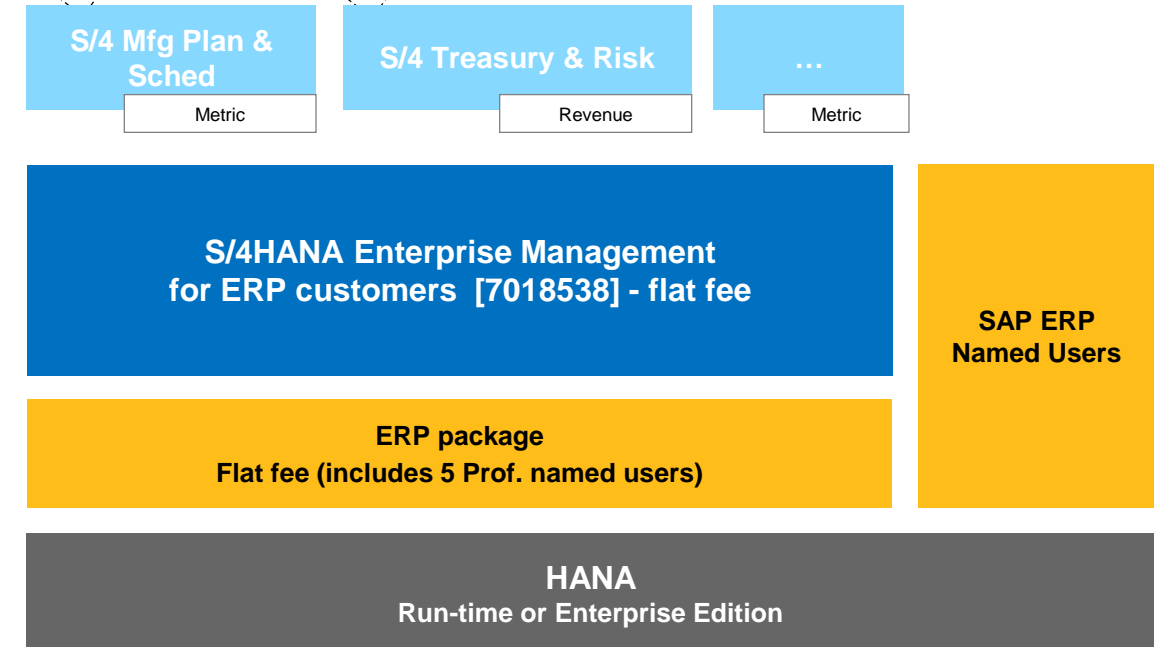 S/4 Mfg Plan &
Sched
Metric
S/4 Treasury & Risk
Revenue
...
Metric
S/4HANA Enterprise Management
for ERP customers [7018538] - flat fee
SAP ERP
Named Users
ERP package
Flat fee (includes 5 Prof. named users)
HANA
Run-time or Enterprise Edition